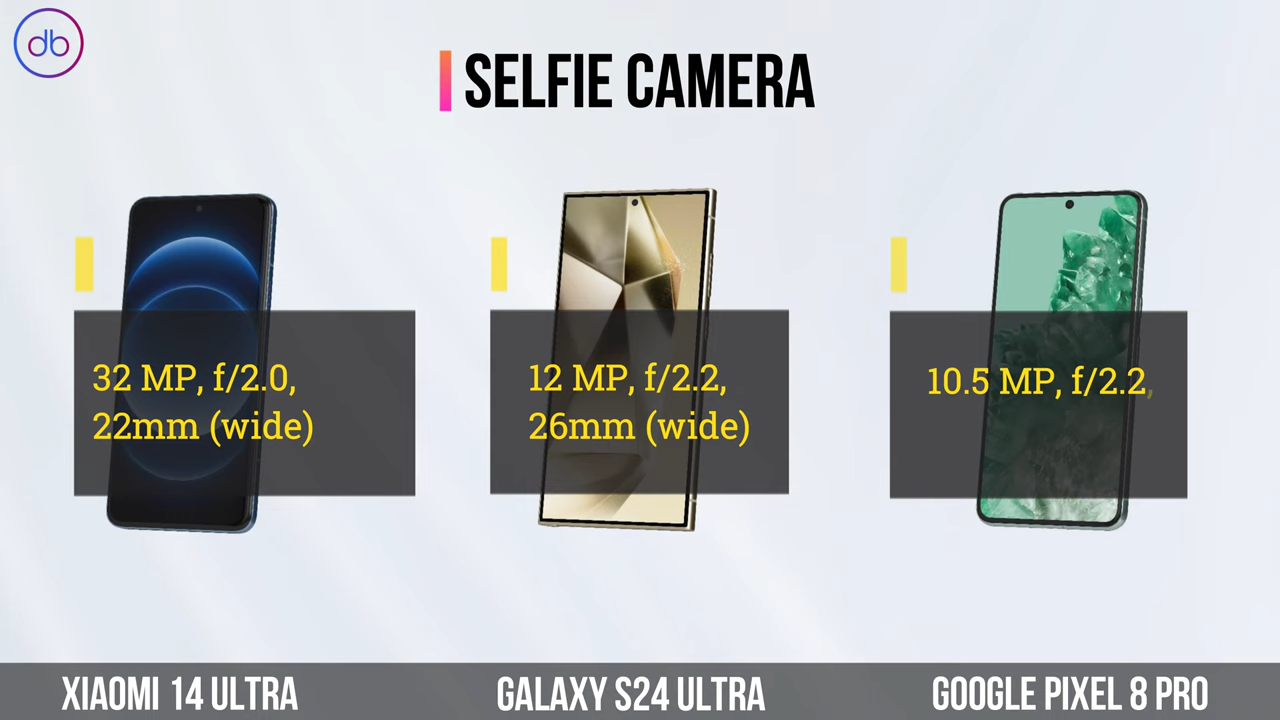 db
SELFIE CAMERA
32 MP, f/2.0,
22mm (wide)
12 MP, f/2.2,
26mm (wide)
10.5 MP, f/2.2,
XIAOMI 14 ULTRA
GALAXY S24 ULTRA
GOOGLE PIXEL 8 PRO